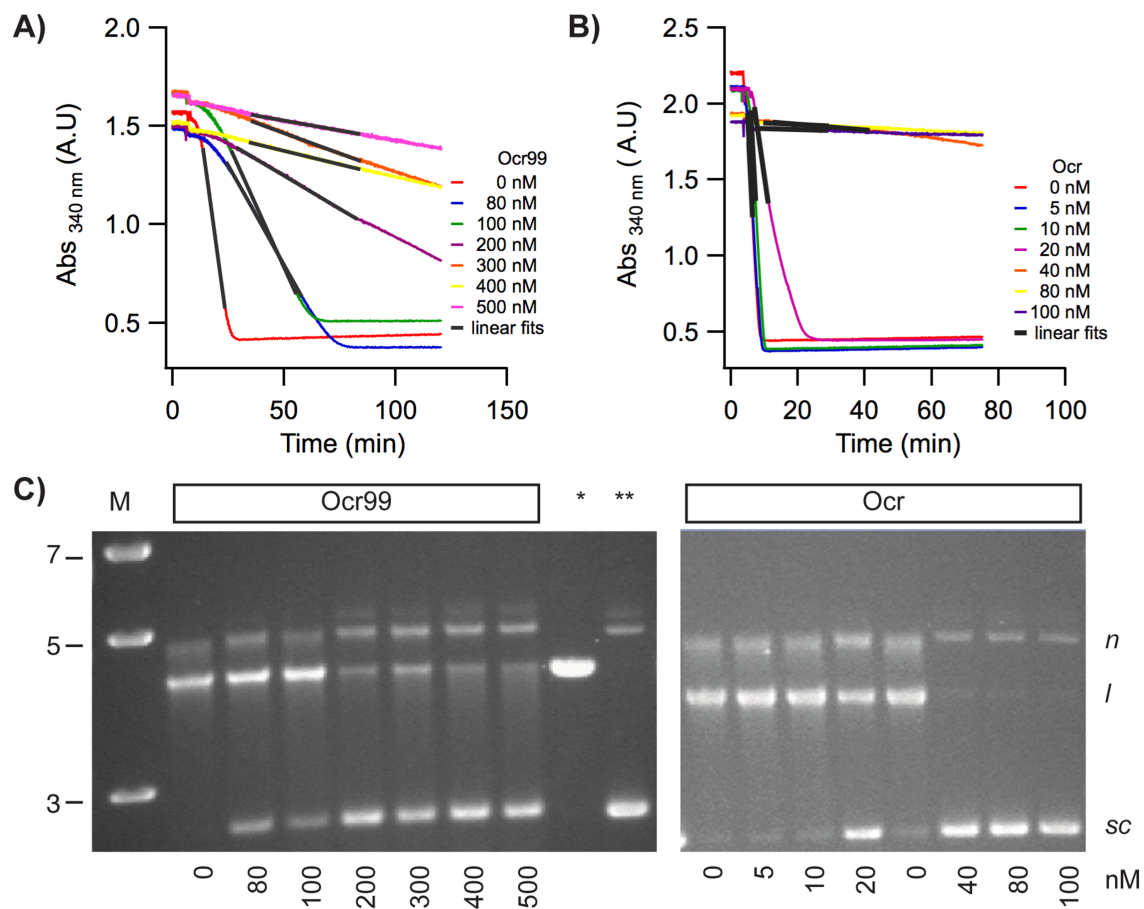 A)
2.0
1.5
1.0
0.5
Abs 340 nm (A.U)
0 50 100 150
Time (min)
Ocr99
0 nM
80 nM
100 nM
200 nM
300 nM
400 nM
500 nM
linear fits
B)
2.5
2.0
1.5
1.0
0.5
Abs 340 nm ( A.U)
0 20 40 60 80 100
Time (min)
Ocr
0 nM
5 nM
10 nM
20 nM
40 nM
80 nM
100 nM
linear fits
C)
M Ocr99 * ** Ocr
7
5
3
n
l
sc
0 80 100 200 300 400 500 0 5 10 20 0 40 80 100 nM